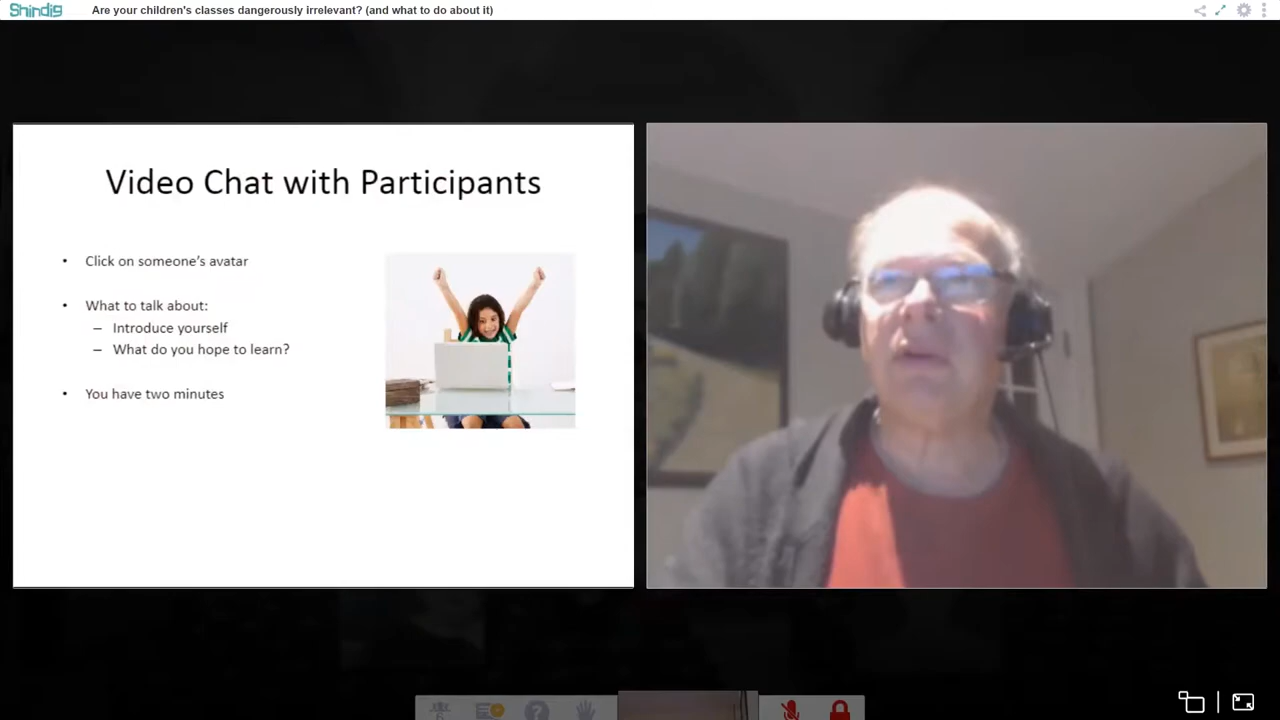 Shindig
Are your children's classes dangerously irrelevant? (and what to do about it)
Video Chat with Participants
• Click on someone's avatar
• What to talk about:
– Introduce yourself
– What do you hope to learn?
• You have two minutes